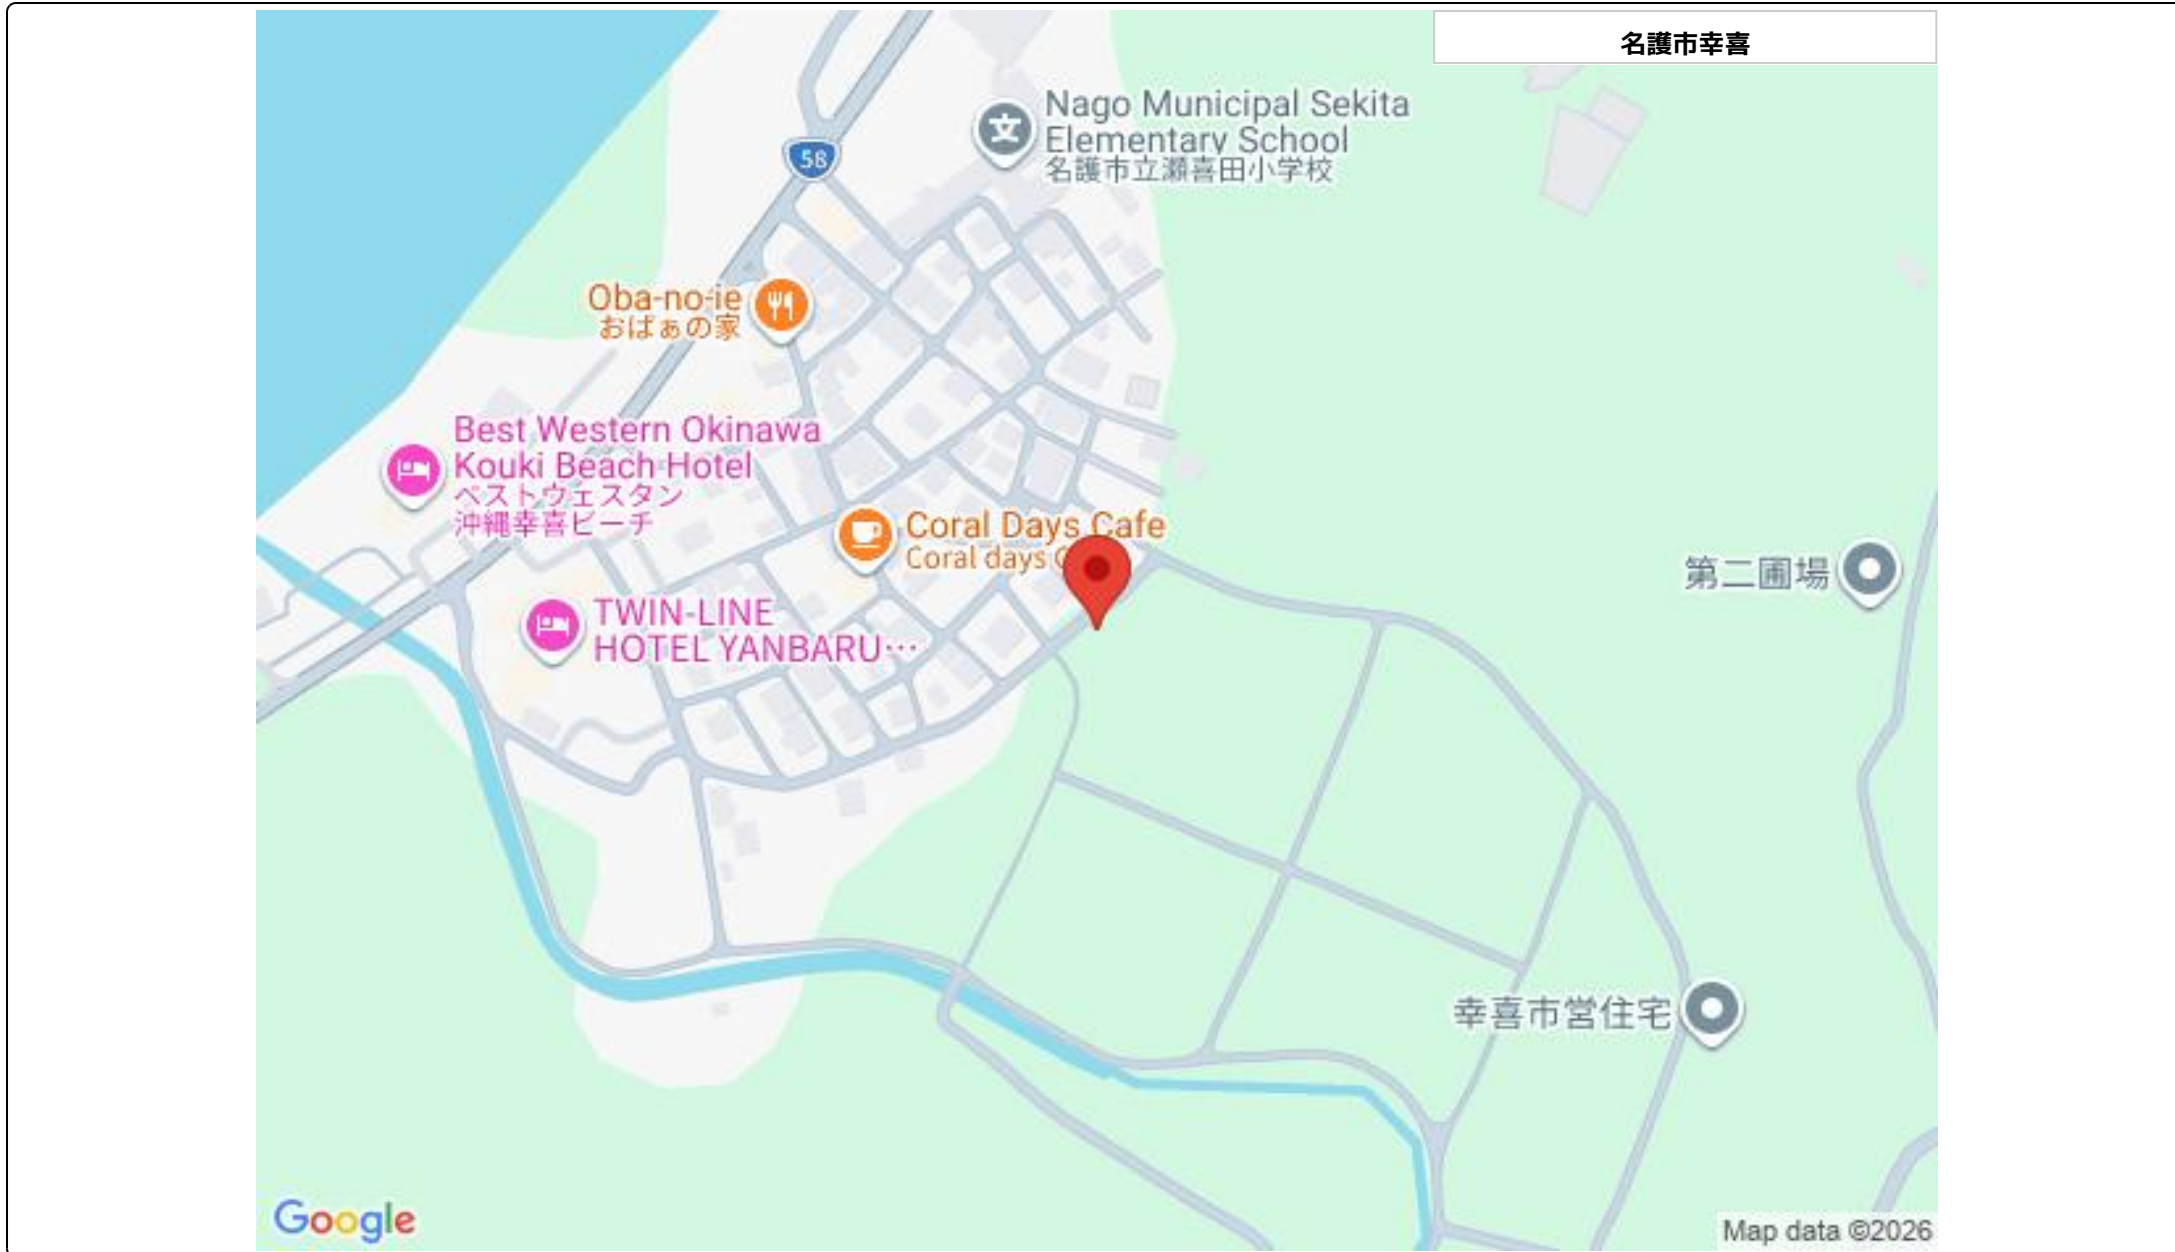 名護市幸喜
Nago Municipal Sekita
Elementary School
名護市立瀬喜田小学校
58
Oba-no-ie
おばぁの家
Best Western Okinawa
Kouki Beach Hotel
ベストウェスタン
沖縄幸喜ビーチ
Coral Days Cafe
Coral days
第二圃場
TWIN-LINE
HOTEL YANBARU…
幸喜市営住宅
Google
Map data ©2026